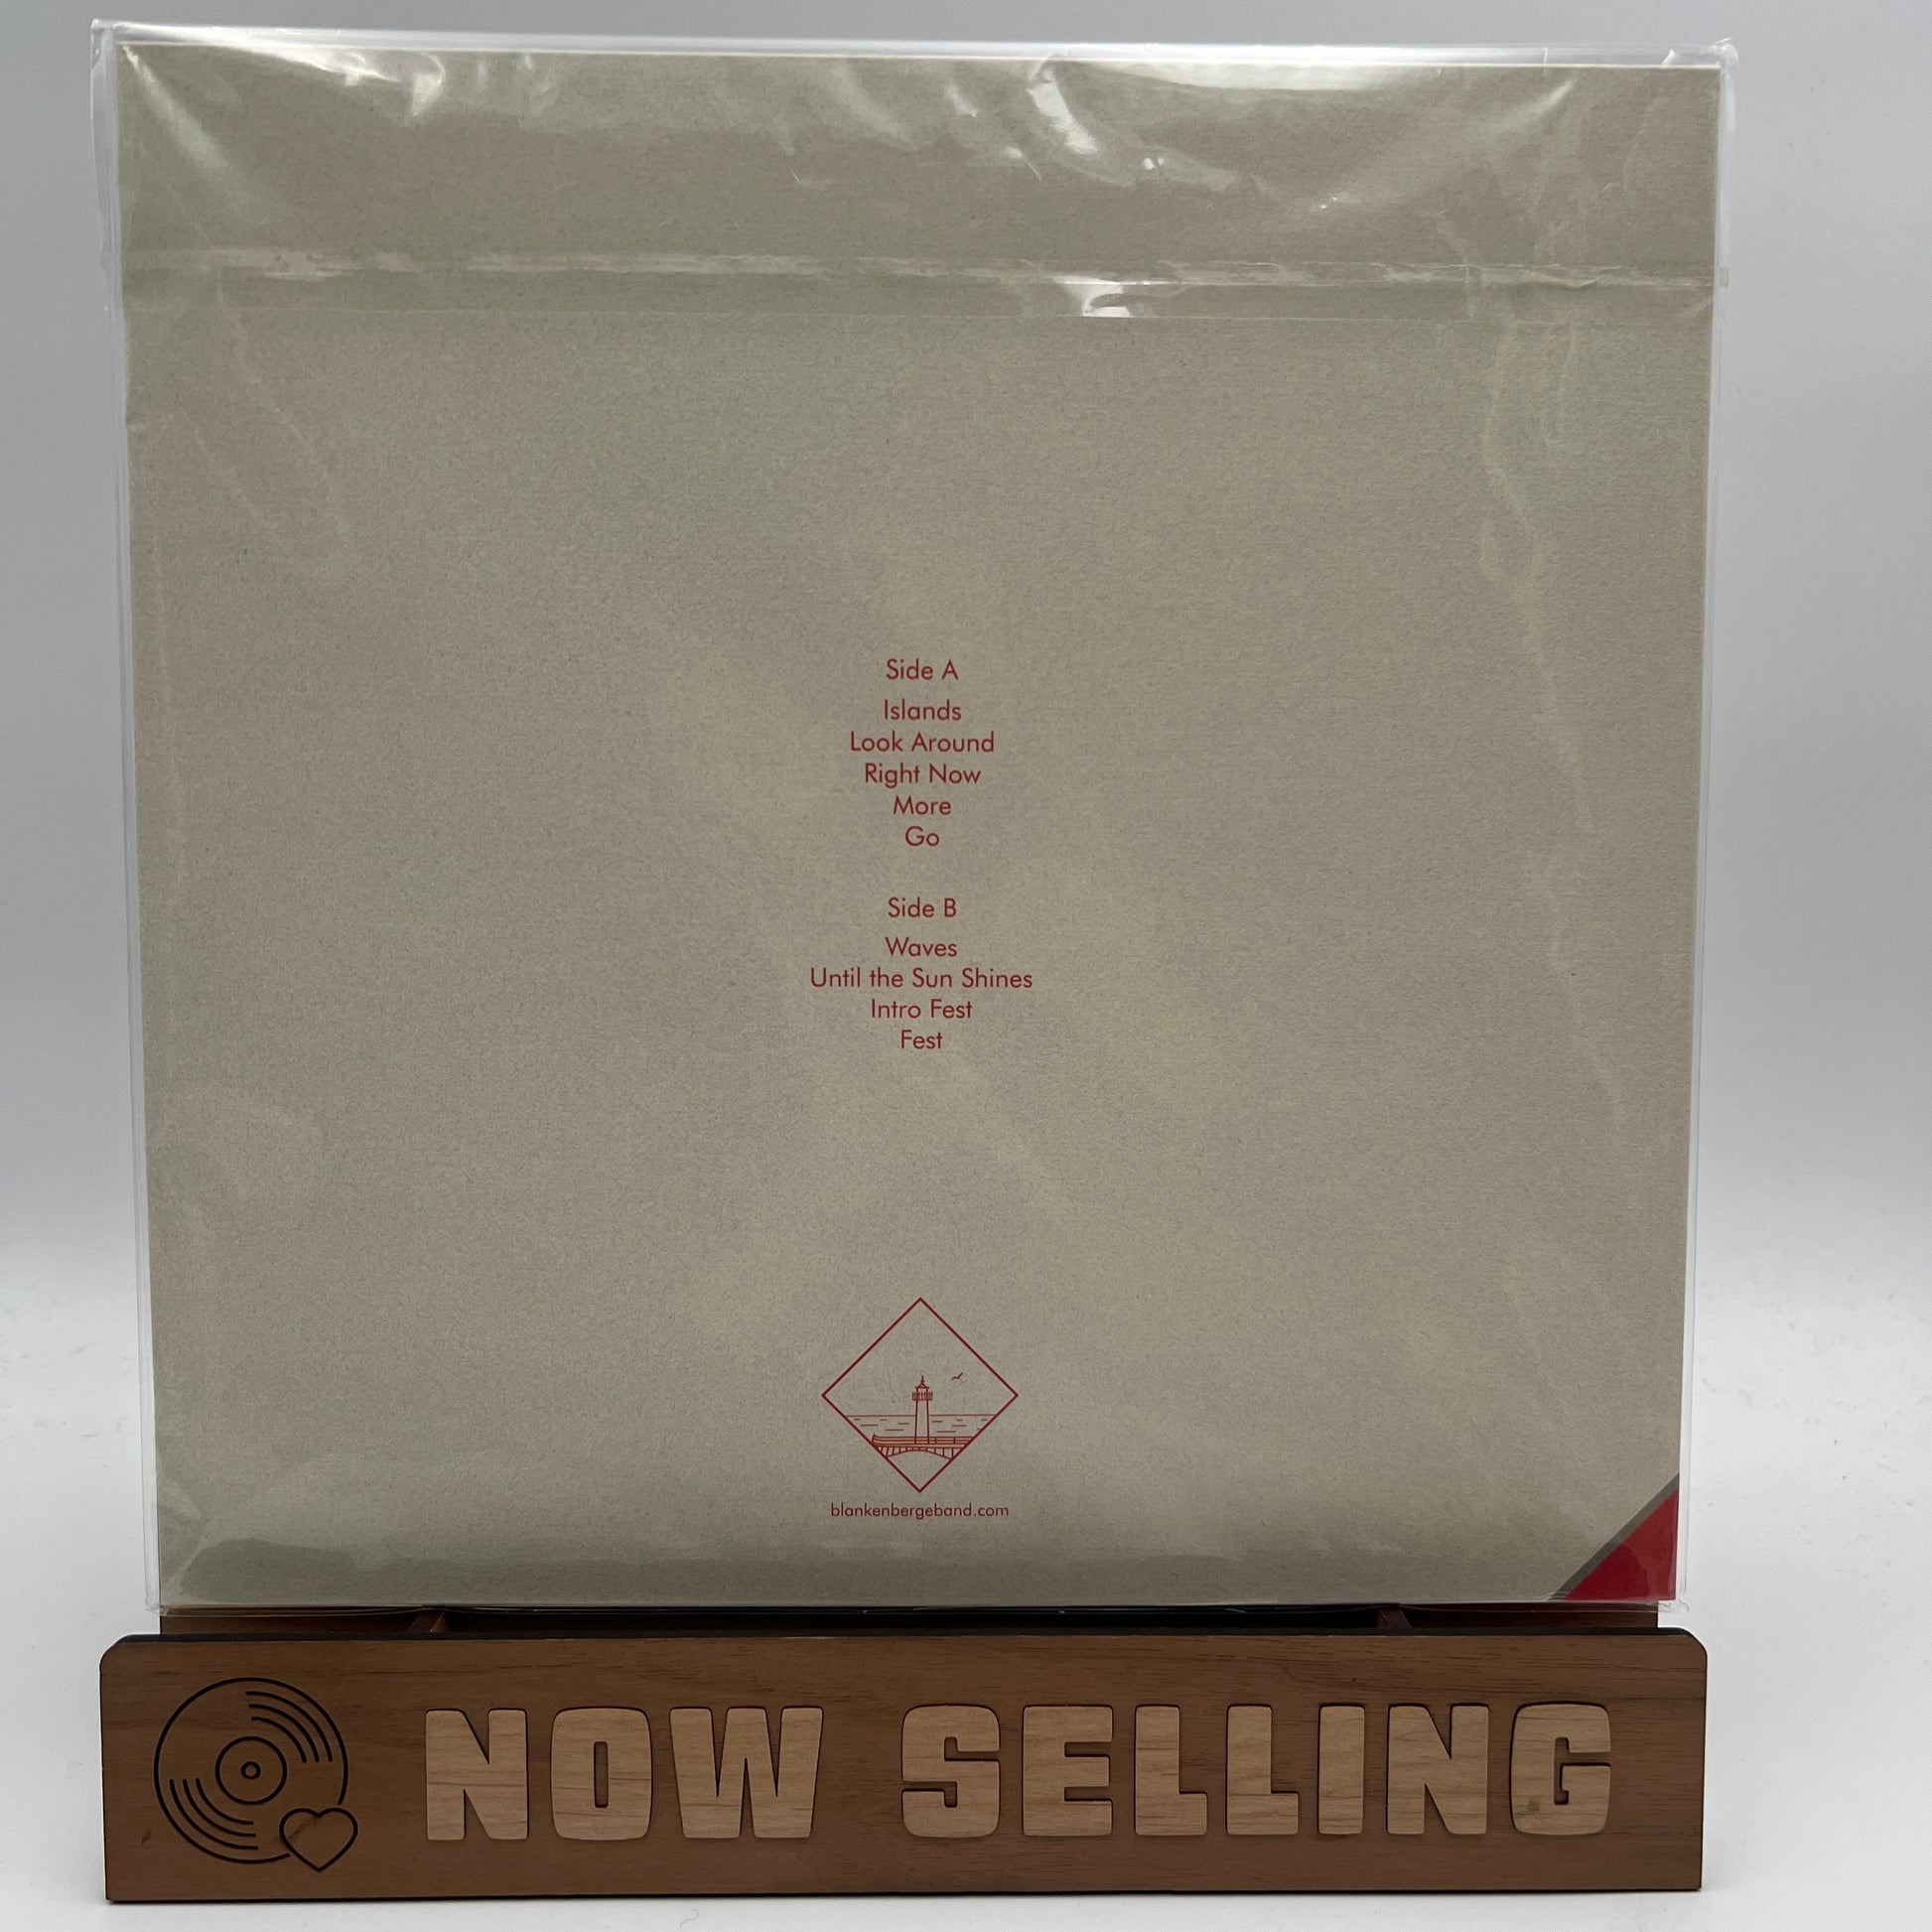 Side A
Islands
Look Around
Right Now
More
Go
Side B
Waves
Until the Sun Shines
Intro Fest
Fest
blankenbergeband.com
NOW SELLING